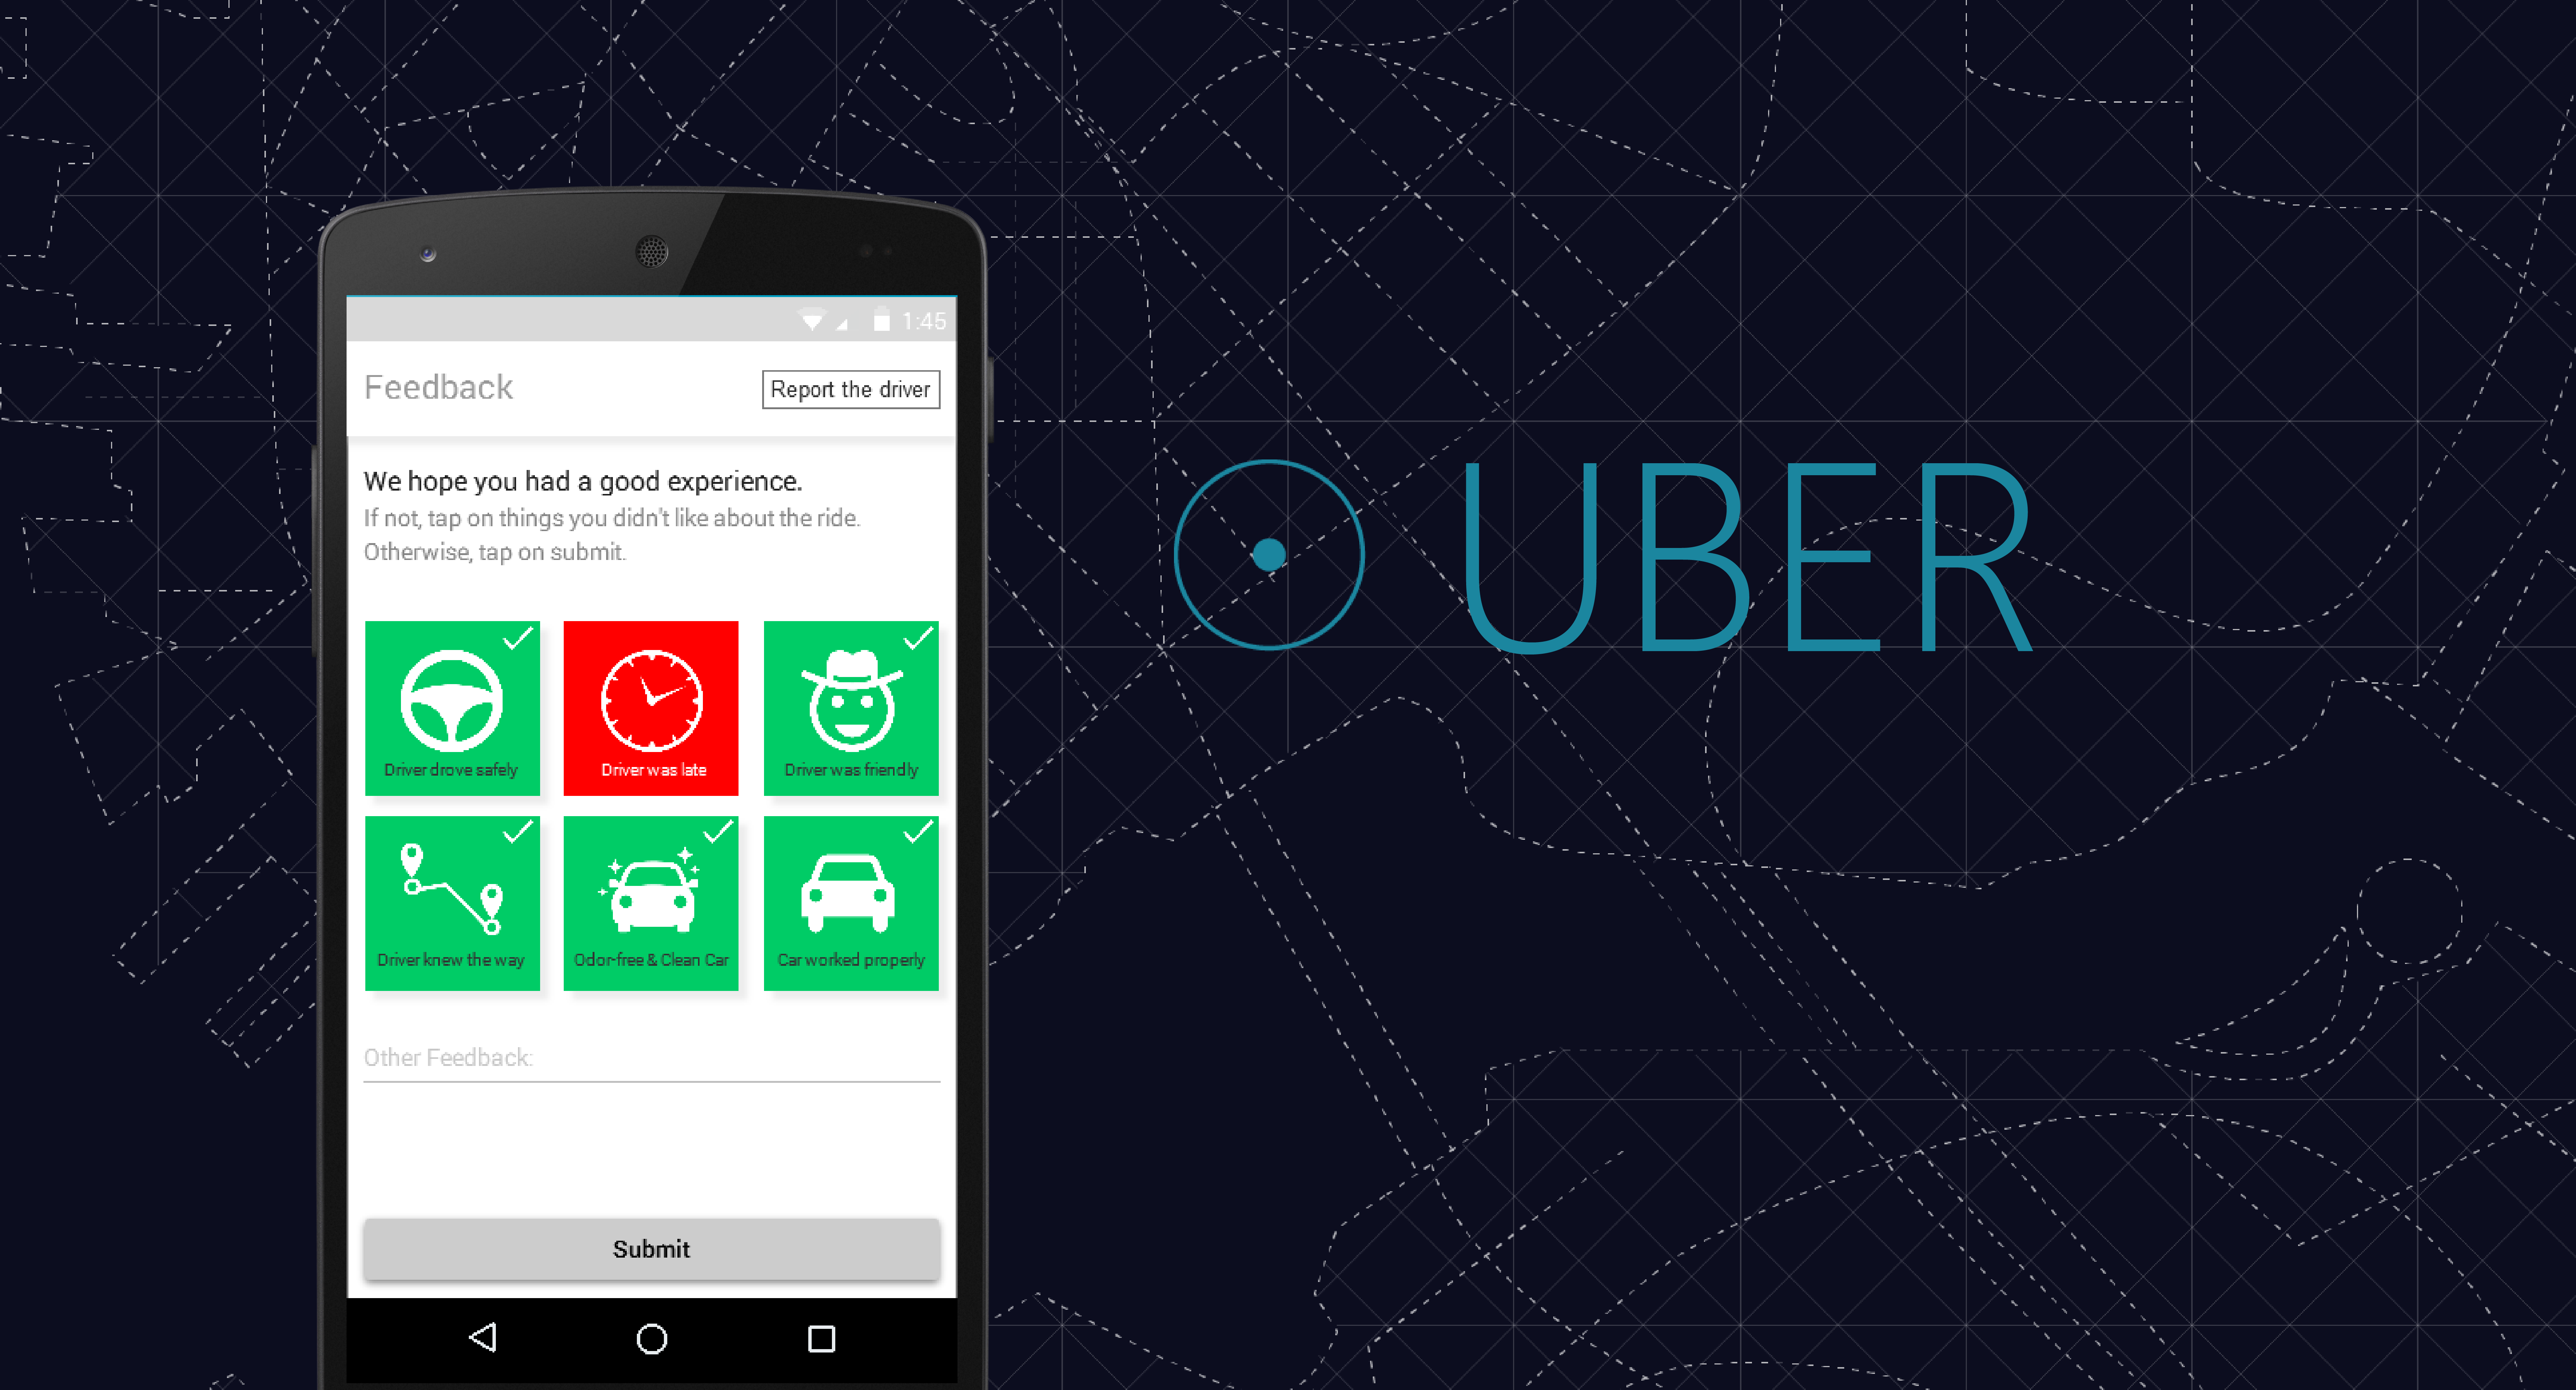 1:45
Feedback
Report the driver
We hope you had a good experience.
If not, tap on things you didn't like about the ride.
Otherwise, tap on submit.
Driver drove safely
Driver was late
Driver was friendly
Driver knew the way
Odor-free & Clean Car
Car worked properly
Other Feedback:
Submit
UBER